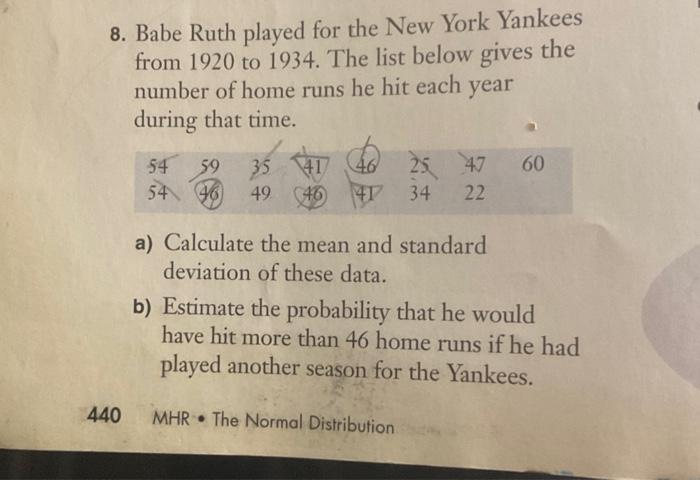 8. Babe Ruth played for the New York Yankees
from 1920 to 1934. The list below gives the
number of home runs he hit each year
during that time.
54 59 35 41 46 25 47 60
54 46 49 46 41 34 22
a) Calculate the mean and standard
deviation of these data.
b) Estimate the probability that he would
have hit more than 46 home runs if he had
played another season for the Yankees.
440 MHR • The Normal Distribution